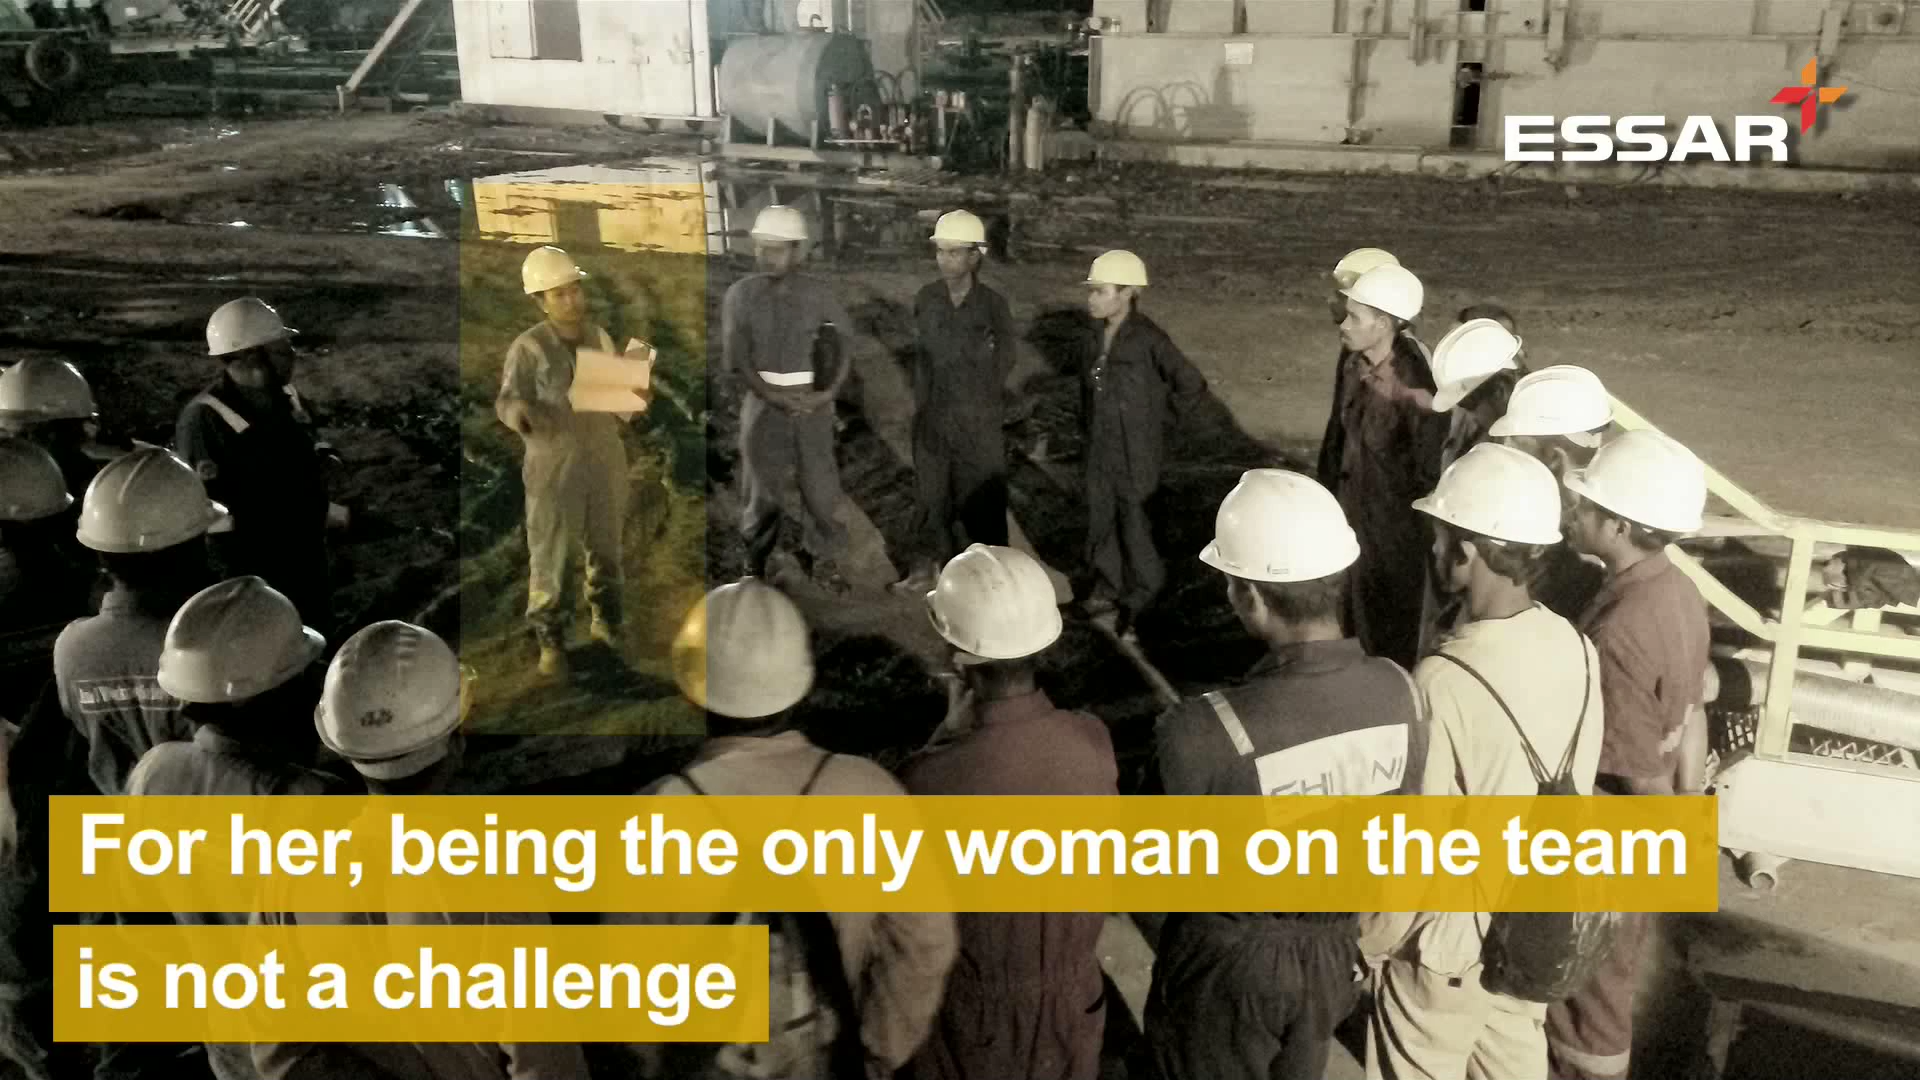 ESSAR
For her, being the only woman on the team
is not a challenge